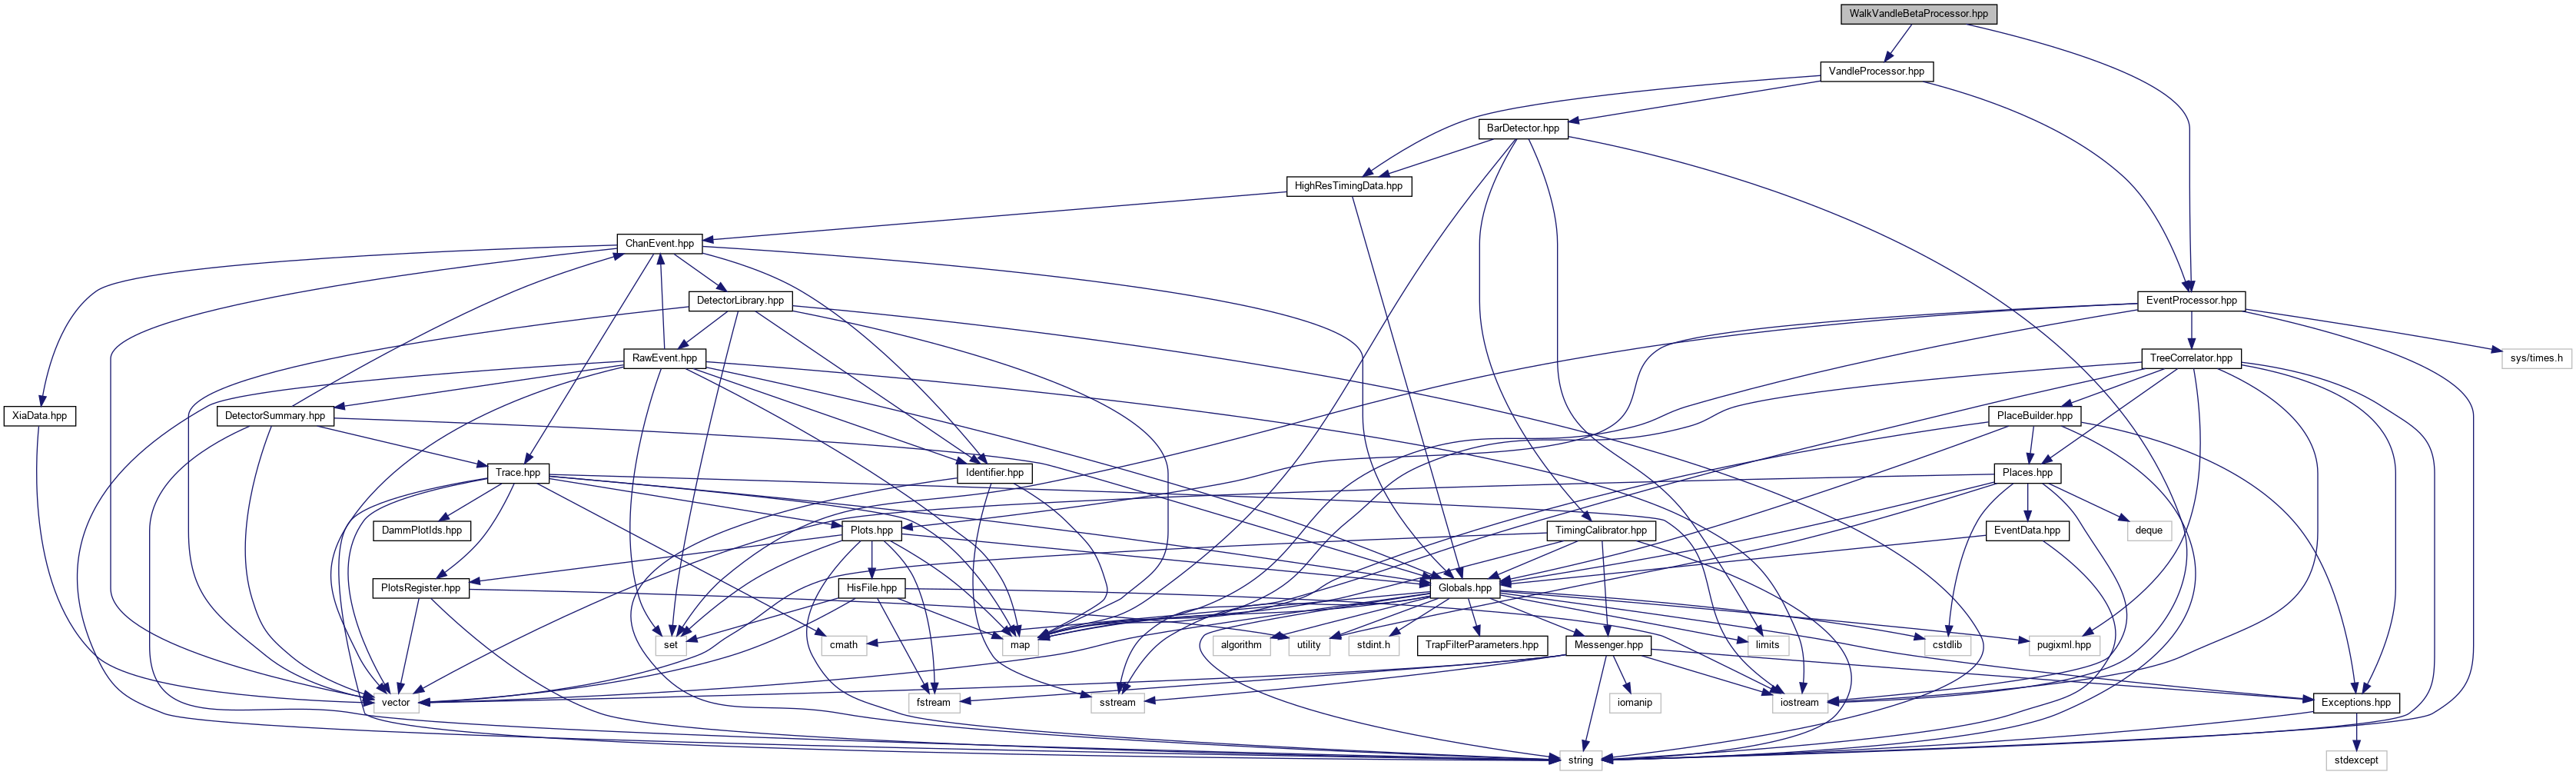 WalkVandleBetaProcessor.hpp
VandleProcessor.hpp
BarDetector.hpp
HighResTimingData.hpp
ChanEvent.hpp
DetectorLibrary.hpp
EventProcessor.hpp
RawEvent.hpp
TreeCorrelator.hpp
sys/times.h
XiaData.hpp
DetectorSummary.hpp
PlaceBuilder.hpp
Trace.hpp
Identifier.hpp
Places.hpp
DammPlotIds.hpp
Plots.hpp
TimingCalibrator.hpp
EventData.hpp
deque
PlotsRegister.hpp
HisFile.hpp
Globals.hpp
set
cmath
map
algorithm
utility
stdint.h
TrapFilterParameters.hpp
Messenger.hpp
limits
cstdlib
pugixml.hpp
vector
fstream
sstream
iomanip
iostream
Exceptions.hpp
string
stdexcept